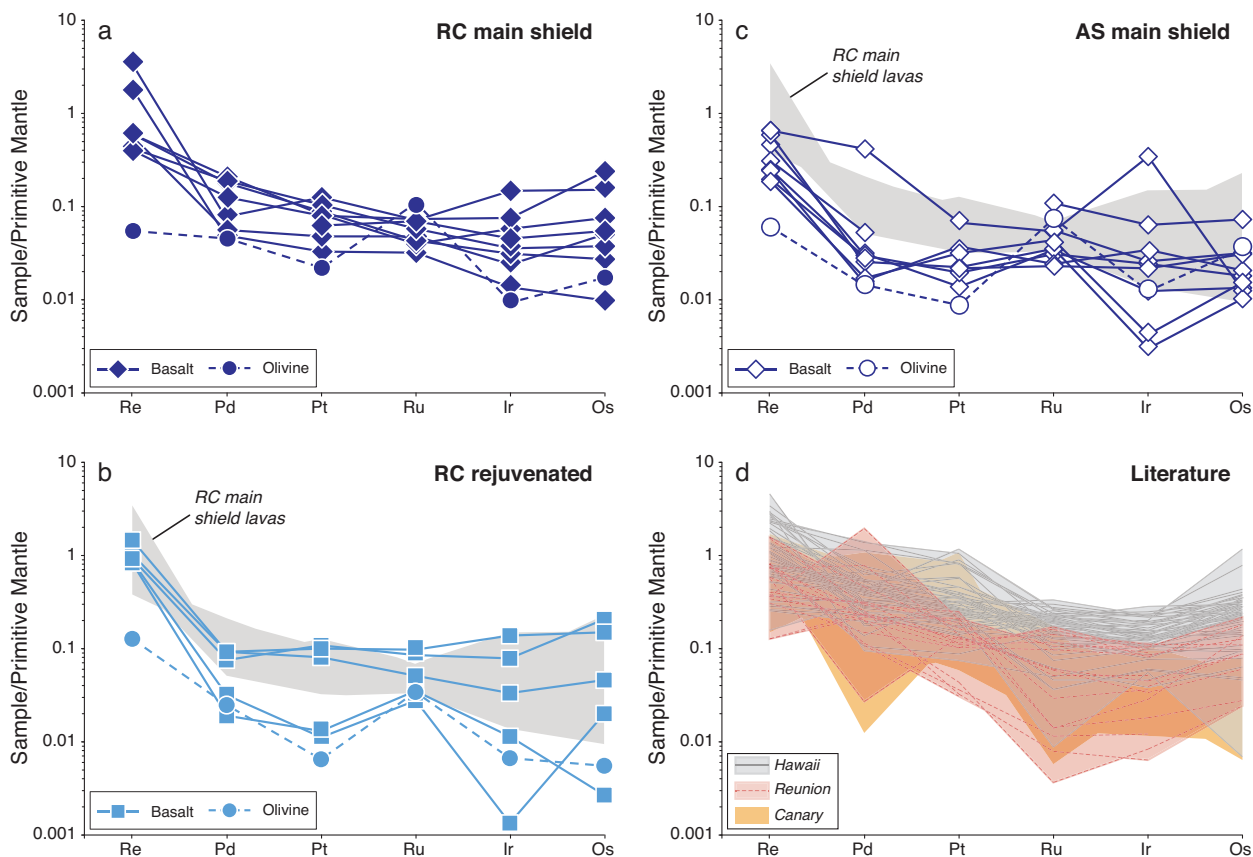 a
RC main shield
10
1
0.1
0.01
0.001
Sample/Primitive Mantle
Basalt
Olivine
Re Pd Pt Ru Ir Os
c
AS main shield
RC main
shield lavas
10
1
0.1
0.01
0.001
Sample/Primitive Mantle
Basalt
Olivine
Re Pd Pt Ru Ir Os
b
RC rejuvenated
RC main
shield lavas
10
1
0.1
0.01
0.001
Sample/Primitive Mantle
Basalt
Olivine
Re Pd Pt Ru Ir Os
d
Literature
10
1
0.1
0.01
0.001
Sample/Primitive Mantle
Hawaii
Reunion
Canary
Re Pd Pt Ru Ir Os